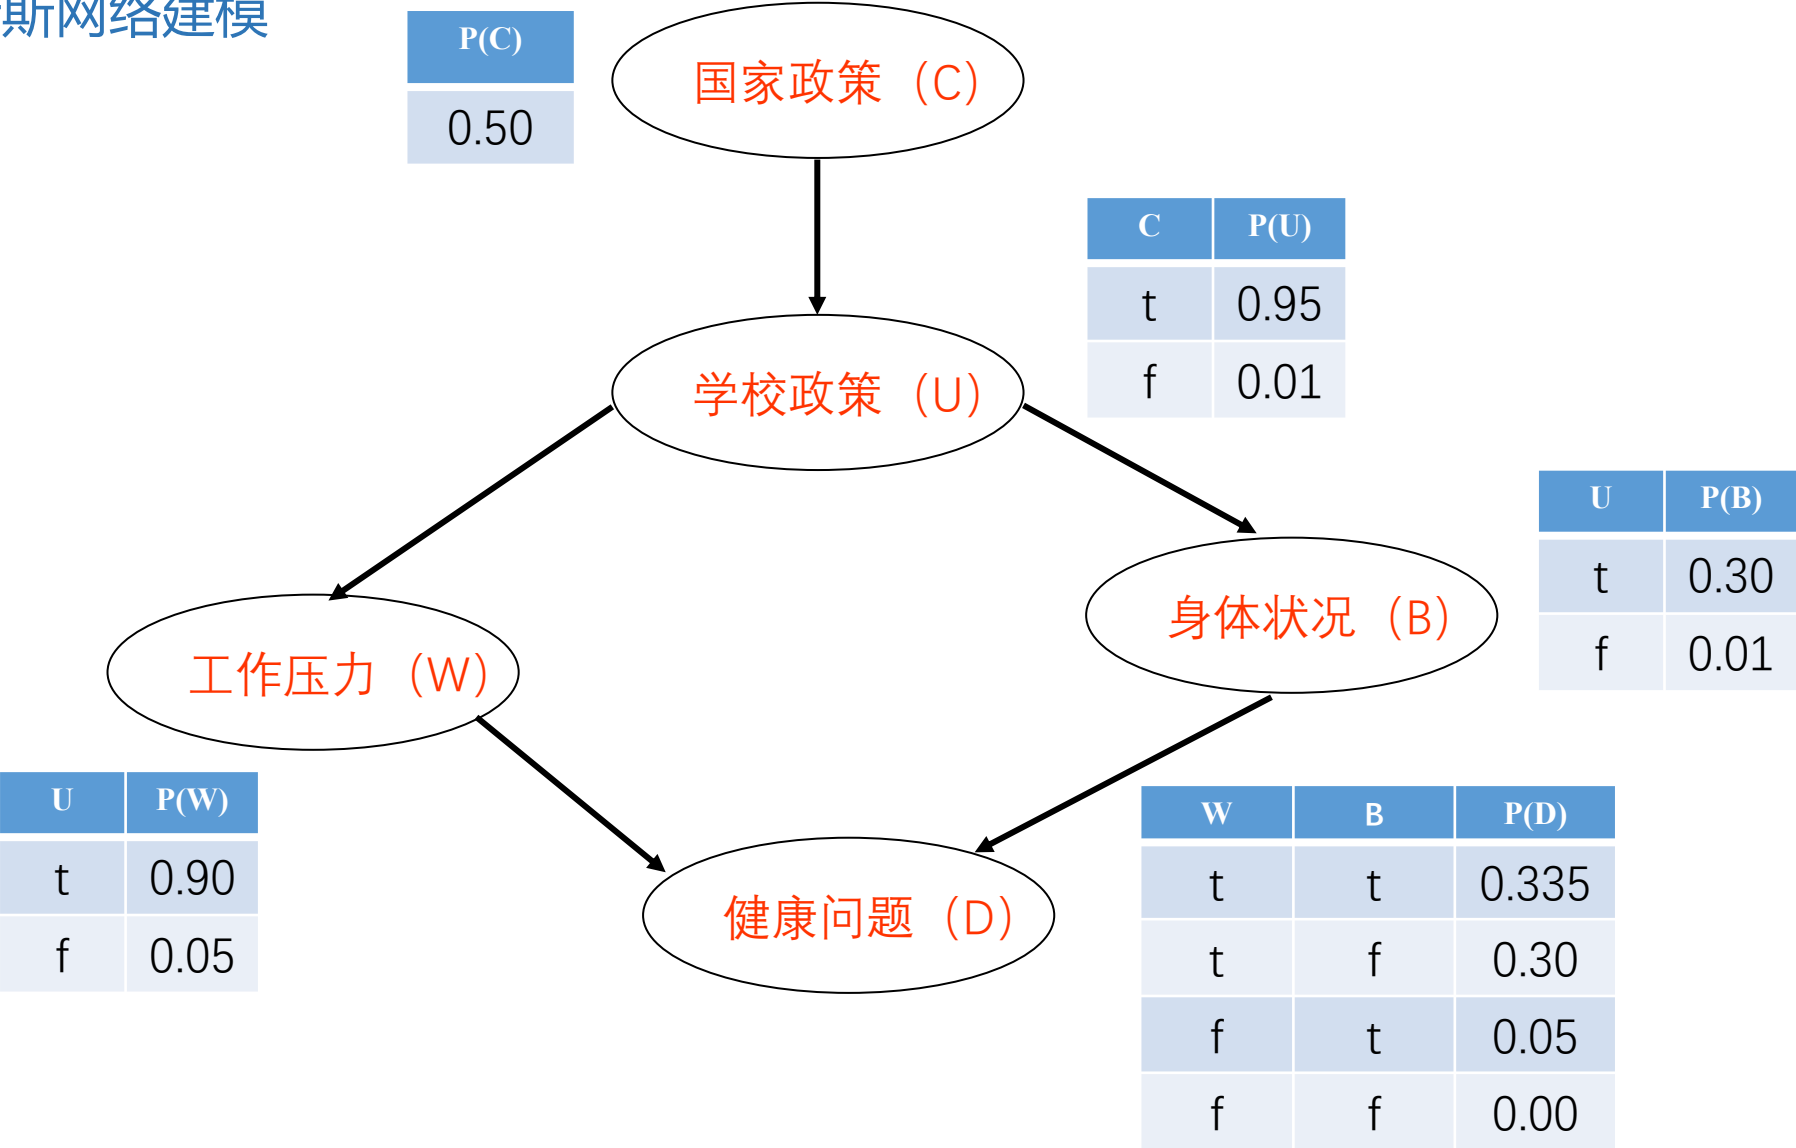 斯网络建模
P(C)
0.50
国家政策（C）
C P(U)
t 0.95
f 0.01
学校政策（U）
U P(B)
t 0.30
f 0.01
身体状况（B）
工作压力（W）
U P(W)
t 0.90
f 0.05
健康问题（D）
W B P(D)
t t 0.335
t f 0.30
f t 0.05
f f 0.00